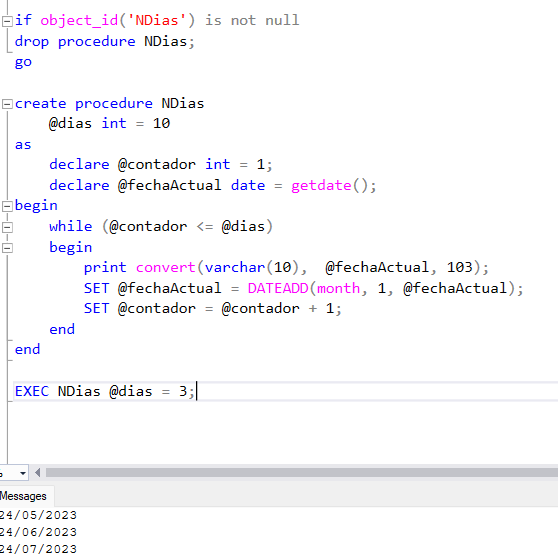 if object_id('NDias') is not null
drop procedure NDias;
go
create procedure NDias
@dias int = 10
as
declare @contador int = 1;
declare @fechaActual date = getdate();
begin
while (@contador <= @dias)
begin
print convert(varchar(10),  @fechaActual, 103);
SET @fechaActual = DATEADD(month, 1, @fechaActual);
SET @contador = @contador + 1;
end
end
EXEC NDias @dias = 3;
Messages
24/05/2023
24/06/2023
24/07/2023